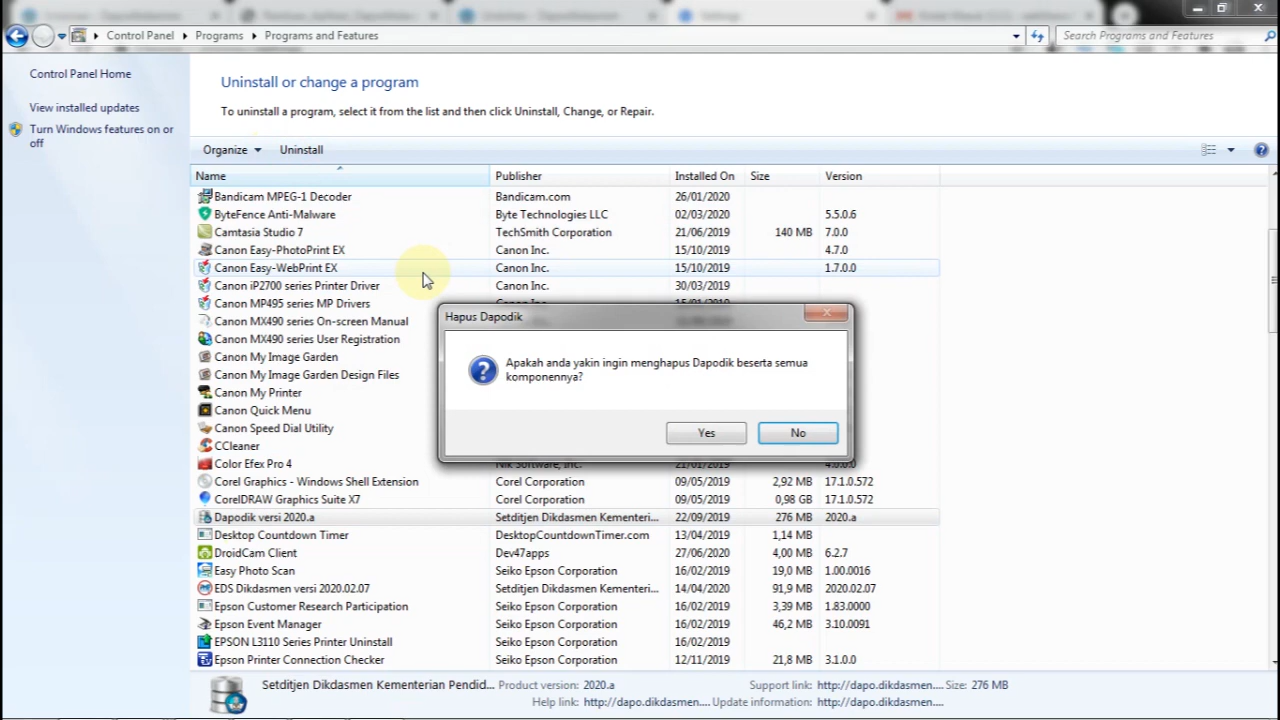 Control Panel Programs Programs and Features Search Programs and Features
Control Panel Home
View installed updates
Turn Windows features on or
off
Uninstall or change a program
To uninstall a program, select it from the list and then click Uninstall, Change, or Repair.
Organize Uninstall
Name Publisher Installed On Size Version
Bandicam MPEG-1 Decoder Bandicam.com 26/01/2020
ByteFence Anti-Malware Byte Technologies LLC 02/03/2020 5.5.0.6
Camtasia Studio 7 TechSmith Corporation 21/06/2019 140 MB 7.0.0
Canon Easy-PhotoPrint EX Canon Inc. 15/10/2019 4.7.0
Canon Easy-WebPrint EX Canon Inc. 15/10/2019 1.7.0.0
Canon iP2700 series Printer Driver Canon Inc. 30/03/2019
Canon MP495 series MP Drivers
Canon MX490 series On-screen Manual
Canon MX490 series User Registration
Canon My Image Garden
Canon My Image Garden Design Files
Canon My Printer
Canon Quick Menu
Canon Speed Dial Utility
CCleaner
Color Efex Pro 4 Nik Software, Inc. 21/01/2019
Corel Graphics - Windows Shell Extension Corel Corporation 09/05/2019 2,92 MB 17.1.0.572
CorelDRAW Graphics Suite X7 Corel Corporation 09/05/2019 0,98 GB 17.1.0.572
Dapodik versi 2020.a Setditjen Dikdasmen Kementeri... 22/09/2019 276 MB 2020.a
Desktop Countdown Timer DesktopCountdownTimer.com 13/04/2019 1,14 MB
DroidCam Client Dev47apps 27/06/2020 4,00 MB 6.2.7
Easy Photo Scan Seiko Epson Corporation 16/02/2019 19,0 MB 1.00.0016
EDS Dikdasmen versi 2020.02.07 Setditjen Dikdasmen Kementeri... 14/04/2020 91,9 MB 2020.02.07
Epson Customer Research Participation Seiko Epson Corporation 16/02/2019 3,39 MB 1.83.0000
Epson Event Manager Seiko Epson Corporation 16/02/2019 46,2 MB 3.10.0091
EPSON L3110 Series Printer Uninstall Seiko Epson Corporation 16/02/2019
Epson Printer Connection Checker Seiko Epson Corporation 12/11/2019 21,8 MB 3.1.0.0
Hapus Dapodik
Apakah anda yakin ingin menghapus Dapodik beserta semua
komponennya?
Yes No
Setditjen Dikdasmen Kementerian Pendid... Product version: 2020.a Support link: http://dapo.dikdasmen.... Size: 276 MB
Help link: http://dapo.dikdasmen.... Update information: http://dapo.dikdasmen....